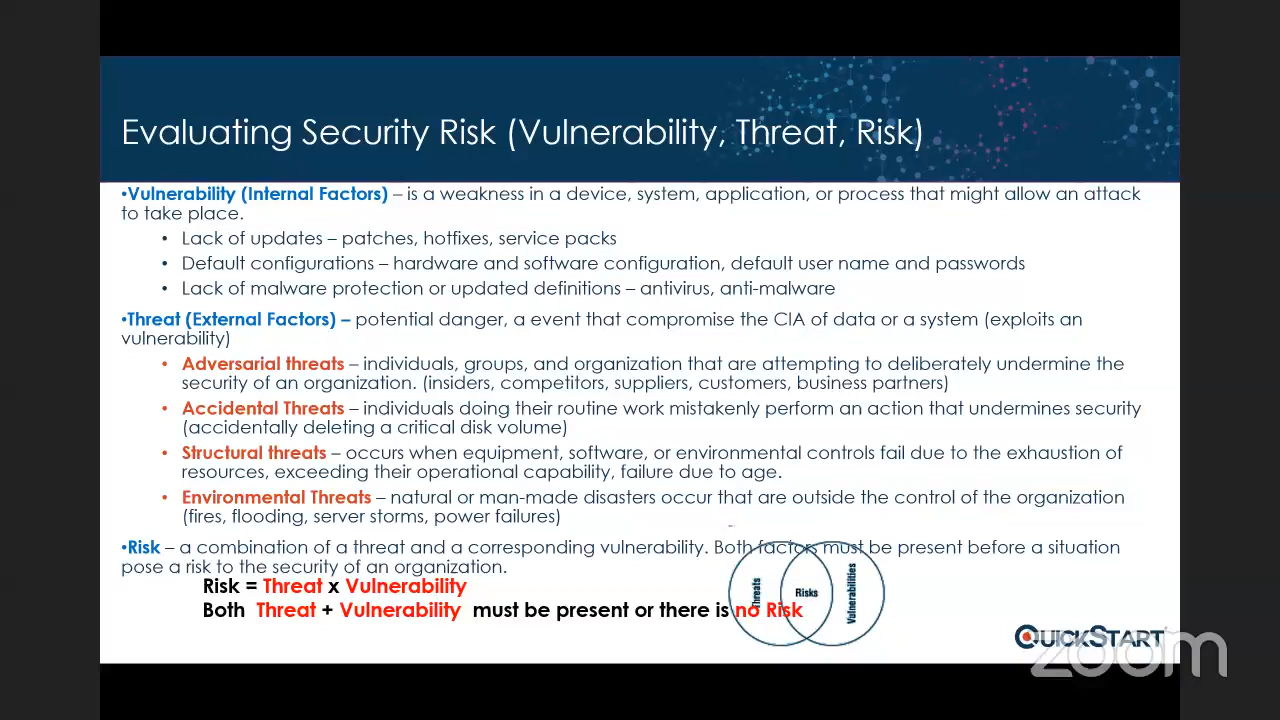 Evaluating Security Risk (Vulnerability, Threat, Risk)
•Vulnerability (Internal Factors) – is a weakness in a device, system, application, or process that might allow an attack
to take place.
• Lack of updates – patches, hotfixes, service packs
• Default configurations – hardware and software configuration, default user name and passwords
• Lack of malware protection or updated definitions – antivirus, anti-malware
•Threat (External Factors) – potential danger, a event that compromise the CIA of data or a system (exploits an
vulnerability)
• Adversarial threats – individuals, groups, and organization that are attempting to deliberately undermine the
security of an organization. (insiders, competitors, suppliers, customers, business partners)
• Accidental Threats – individuals doing their routine work mistakenly perform an action that undermines security
(accidentally deleting a critical disk volume)
• Structural threats – occurs when equipment, software, or environmental controls fail due to the exhaustion of
resources, exceeding their operational capability, failure due to age.
• Environmental Threats – natural or man-made disasters occur that are outside the control of the organization
(fires, flooding, server storms, power failures)
•Risk – a combination of a threat and a corresponding vulnerability. Both factors must be present before a situation
pose a risk to the security of an organization.
Risk = Threat x Vulnerability
Both Threat + Vulnerability must be present or there is no Risk
Threats
Risks
Vulnerabilities
QUICKSTART
zoom